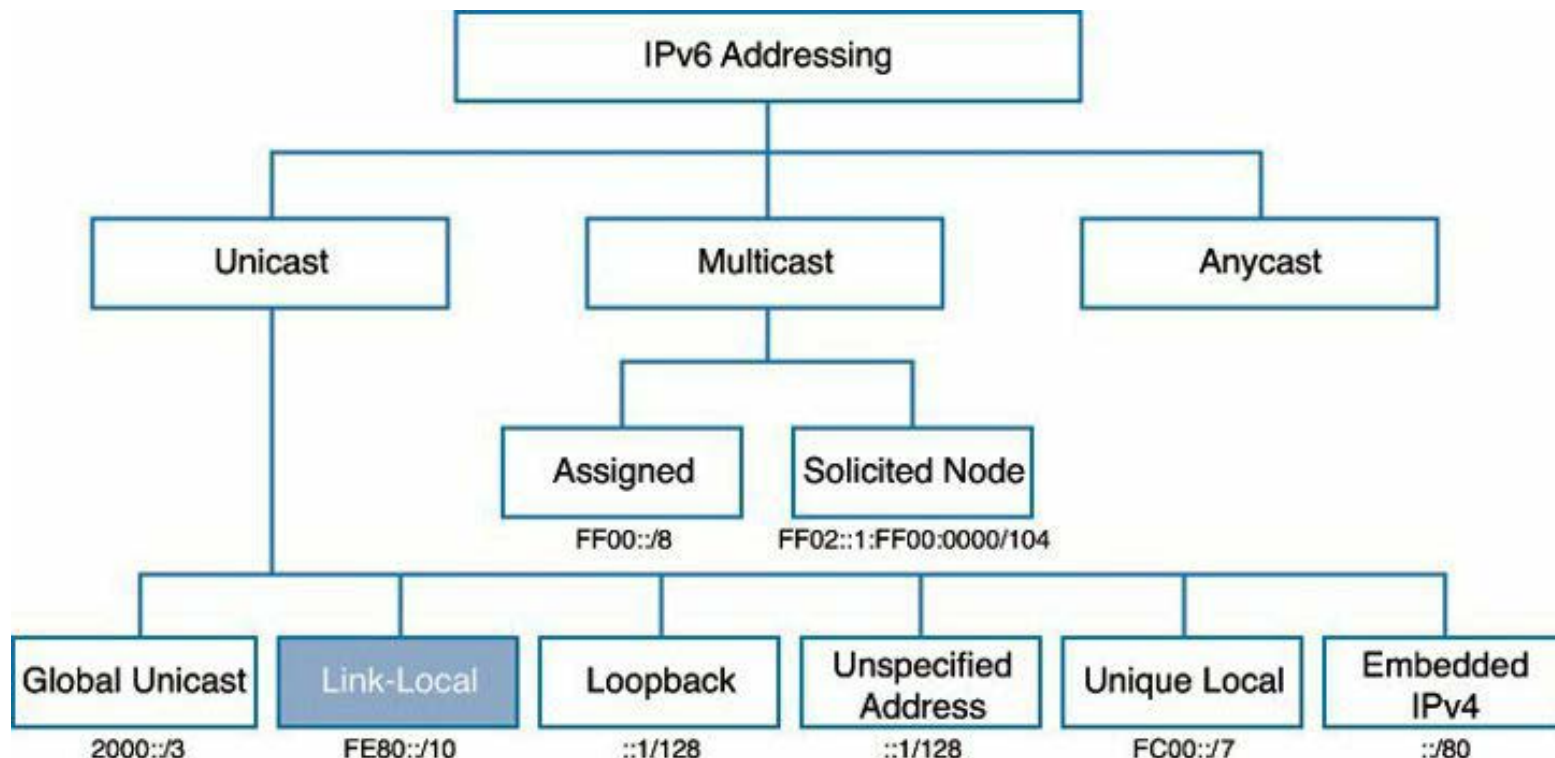 IPv6 Addressing
Unicast
Multicast
Anycast
Assigned
Solicited Node
FF00::/8
FF02::1:FF00:0000/104
Global Unicast
Link-Local
Loopback
Unspecified
Address
Unique Local
Embedded
IPv4
2000::/3
FE80::/10
::1/128
::1/128
FC00::/7
::/80